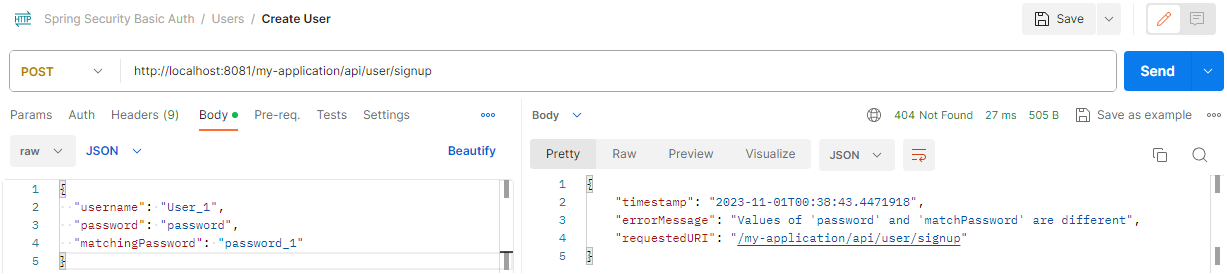 HTTP Spring Security Basic Auth / Users / Create User Save
POST http://localhost:8081/my-application/api/user/signup Send
Params Auth Headers (9) Body Pre-req. Tests Settings
raw JSON Beautify
1 {
2 "username": "User_1",
3 "password": "password",
4 "matchingPassword": "password_1"
5 }
Body 404 Not Found 27 ms 505 B Save as example
Pretty Raw Preview Visualize JSON
1 {
2 "timestamp": "2023-11-01T00:38:43.4471918",
3 "errorMessage": "Values of 'password' and 'matchPassword' are different",
4 "requestedURI": "/my-application/api/user/signup"
5 }